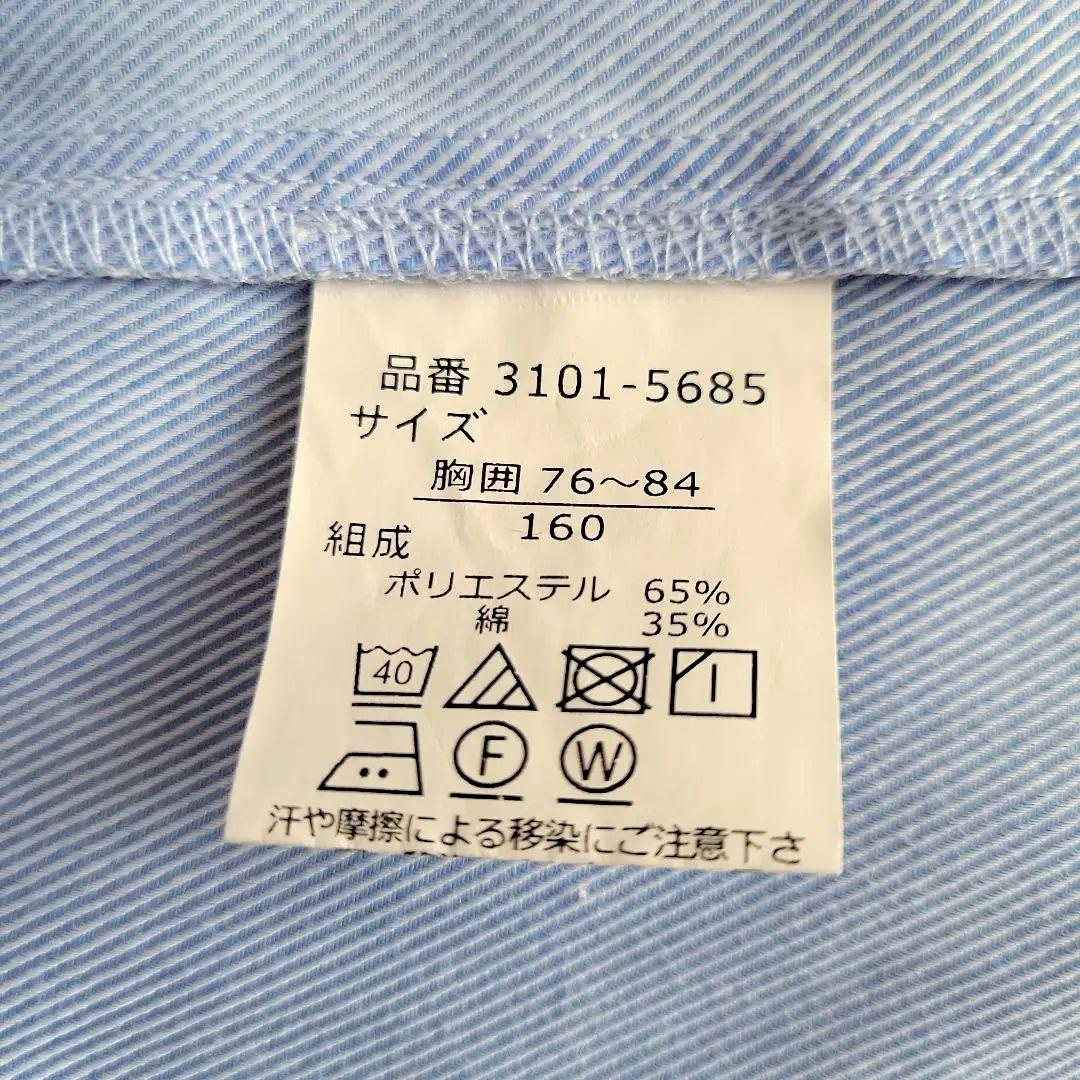 品番 3101-5685
サイズ
胸囲 76～84
160
組成
ポリエステル 65%
綿 35%
40
F W
汗や摩擦による移染にご注意下さ